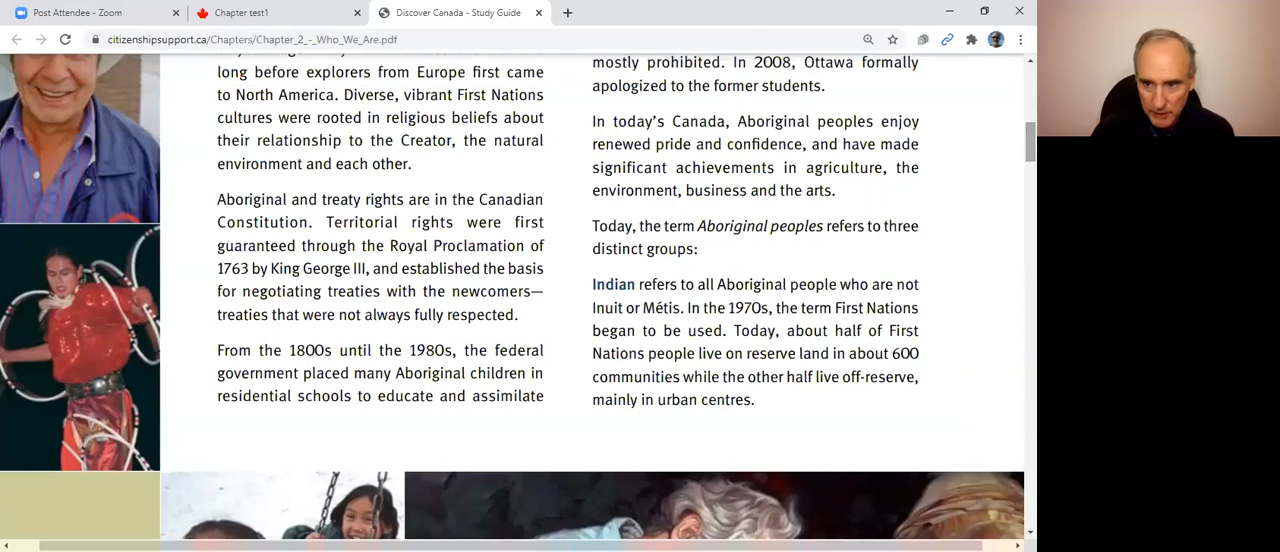 Post Attendee - Zoom
Chapter test1
Discover Canada - Study Guide
citizenshipsupport.ca/Chapters/Chapter_2_-_Who_We_Are.pdf
long before explorers from Europe first came
to North America. Diverse, vibrant First Nations
cultures were rooted in religious beliefs about
their relationship to the Creator, the natural
environment and each other.
Aboriginal and treaty rights are in the Canadian
Constitution. Territorial rights were first
guaranteed through the Royal Proclamation of
1763 by King George III, and established the basis
for negotiating treaties with the newcomers—
treaties that were not always fully respected.
From the 1800s until the 1980s, the federal
government placed many Aboriginal children in
residential schools to educate and assimilate
mostly prohibited. In 2008, Ottawa formally
apologized to the former students.
In today's Canada, Aboriginal peoples enjoy
renewed pride and confidence, and have made
significant achievements in agriculture, the
environment, business and the arts.
Today, the term Aboriginal peoples refers to three
distinct groups:
Indian refers to all Aboriginal people who are not
Inuit or Métis. In the 1970s, the term First Nations
began to be used. Today, about half of First
Nations people live on reserve land in about 600
communities while the other half live off-reserve,
mainly in urban centres.